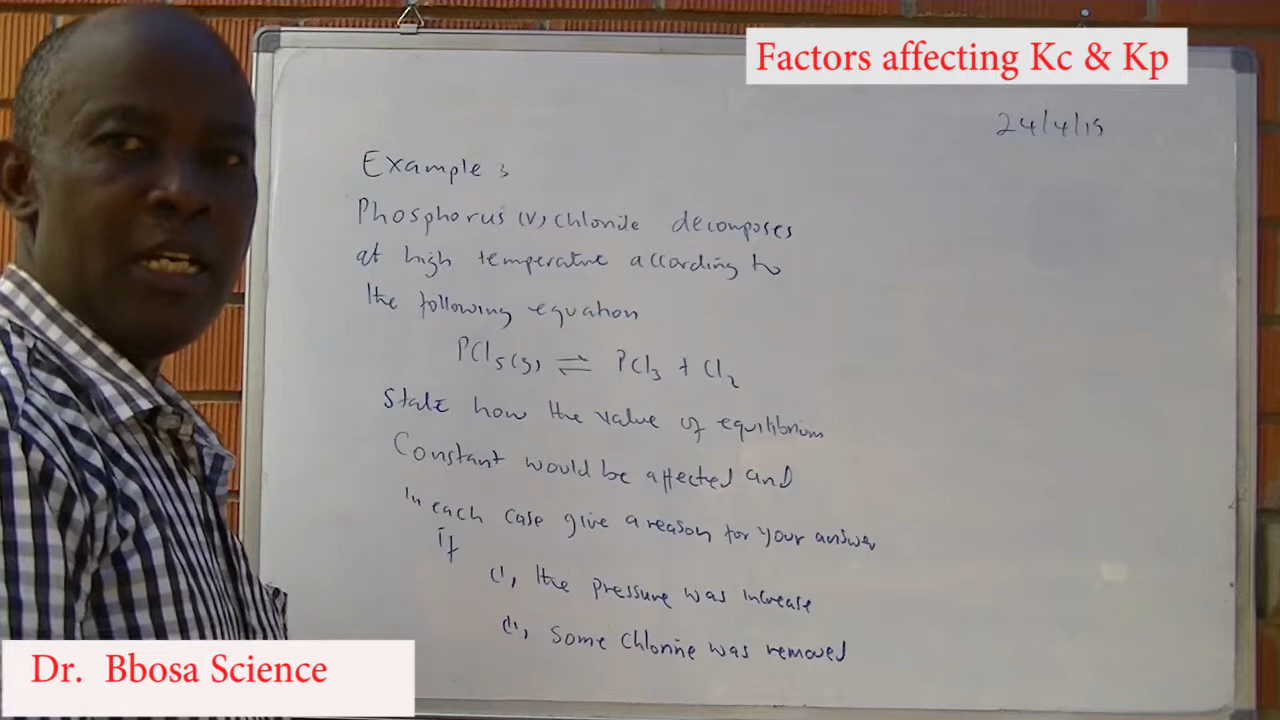 Factors affecting Kc & Kp
24/4/19
Example 3
Phosphorus (V) chloride decomposes
at high temperature according to
the following equation
PCl5(g) ⇌ PCl3 + Cl2
State how the value of equilibrium
Constant would be affected and
in each case give a reason for your answer
if
(i, the pressure was increase
(ii, some chlorine was removed
Dr. Bbosa Science